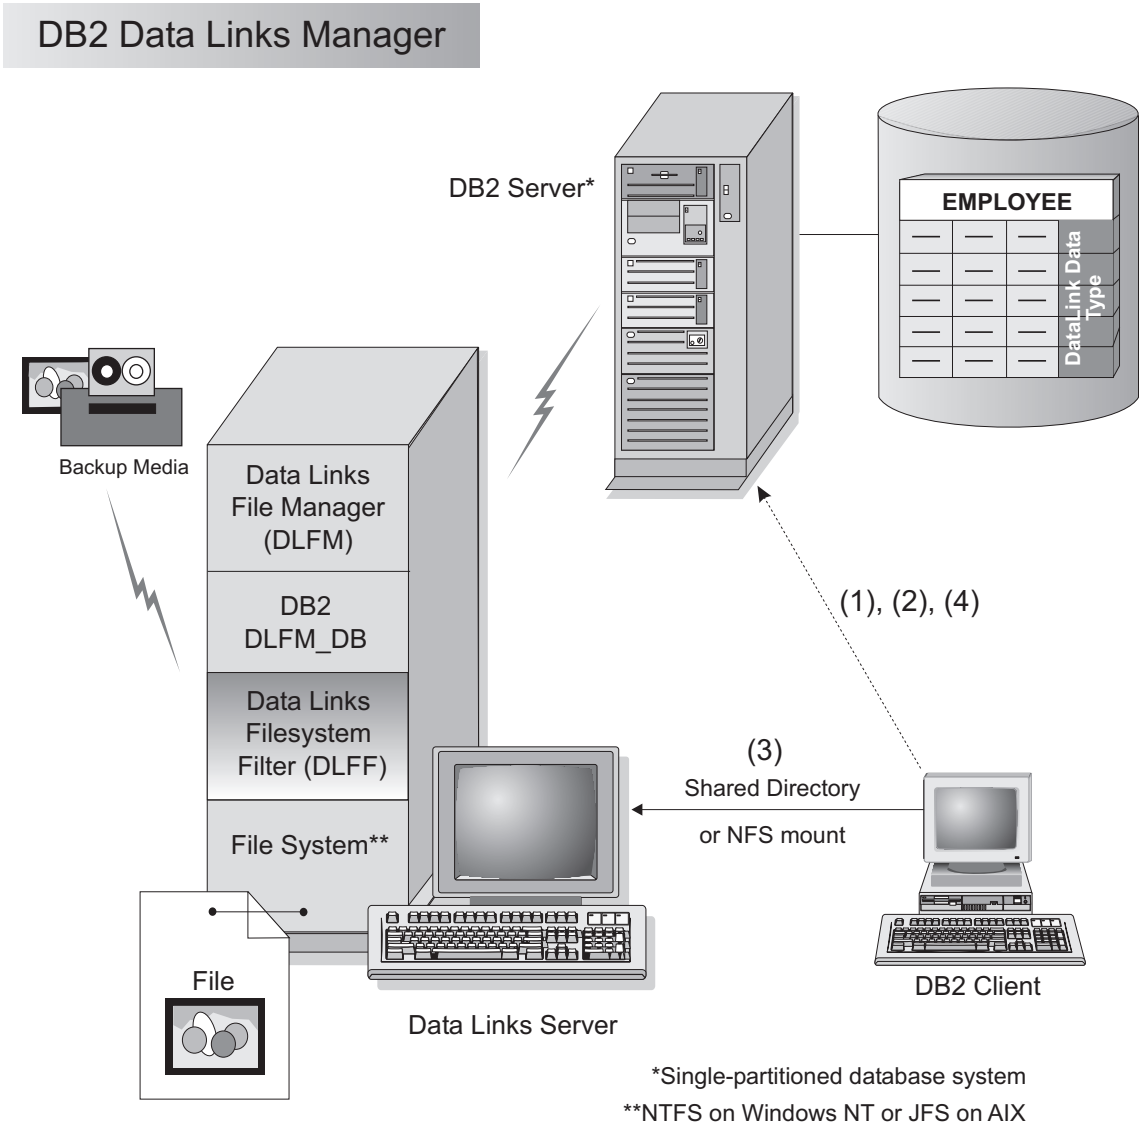 DB2 Data Links Manager
DB2 Server*
EMPLOYEE
DataLink Data
Type
Backup Media
Data Links
File Manager
(DLFM)
DB2
DLFM_DB
Data Links
Filesystem
Filter (DLFF)
File System**
(1), (2), (4)
(3)
Shared Directory
or NFS mount
File
DB2 Client
Data Links Server
*Single-partitioned database system
**NTFS on Windows NT or JFS on AIX